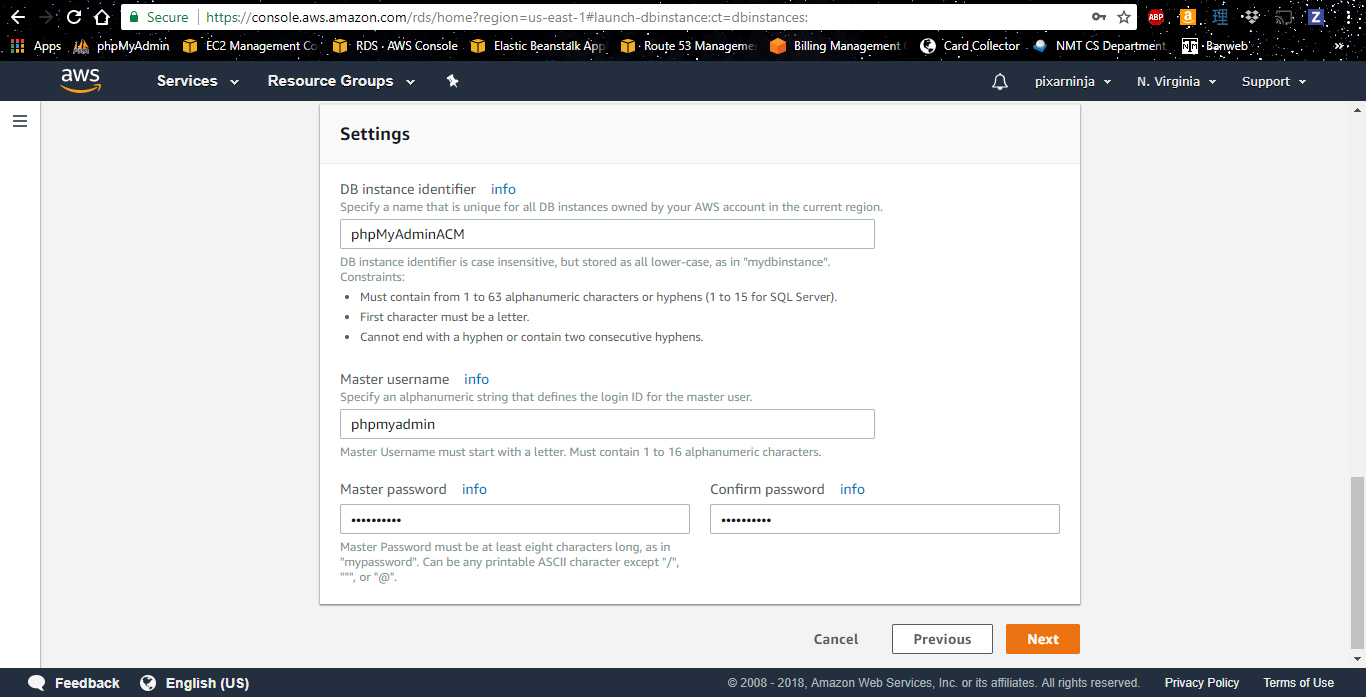 Secure https://console.aws.amazon.com/rds/home?region=us-east-1#launch-dbinstance:ct=dbinstances:
ABP a 理 Z
Apps phpMyAdmin EC2 Management Co RDS · AWS Console Elastic Beanstalk App Route 53 Manageme Billing Management Card Collector NMT CS Department Banweb »
aws Services Resource Groups pixarninja N. Virginia Support
Settings
DB instance identifier info
Specify a name that is unique for all DB instances owned by your AWS account in the current region.
phpMyAdminACM
DB instance identifier is case insensitive, but stored as all lower-case, as in "mydbinstance".
Constraints:
• Must contain from 1 to 63 alphanumeric characters or hyphens (1 to 15 for SQL Server).
• First character must be a letter.
• Cannot end with a hyphen or contain two consecutive hyphens.
Master username info
Specify an alphanumeric string that defines the login ID for the master user.
phpmyadmin
Master Username must start with a letter. Must contain 1 to 16 alphanumeric characters.
Master password info Confirm password info
•••••••••• ••••••••••
Master Password must be at least eight characters long, as in
"mypassword". Can be any printable ASCII character except "/",
""", or "@".
Cancel Previous Next
Feedback English (US) © 2008 - 2018, Amazon Web Services, Inc. or its affiliates. All rights reserved. Privacy Policy Terms of Use